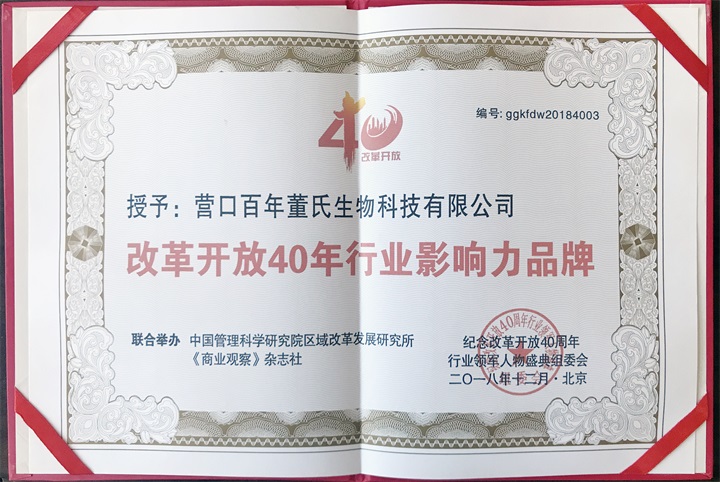 40
改革开放
编号: ggkfdw20184003
授予：营口百年董氏生物科技有限公司
改革开放40年行业影响力品牌
联合举办 中国管理科学研究院区域改革发展研究所
《商业观察》杂志社
纪念改革开放40周年
行业领军人物盛典组委会
二〇一八年十二月·北京